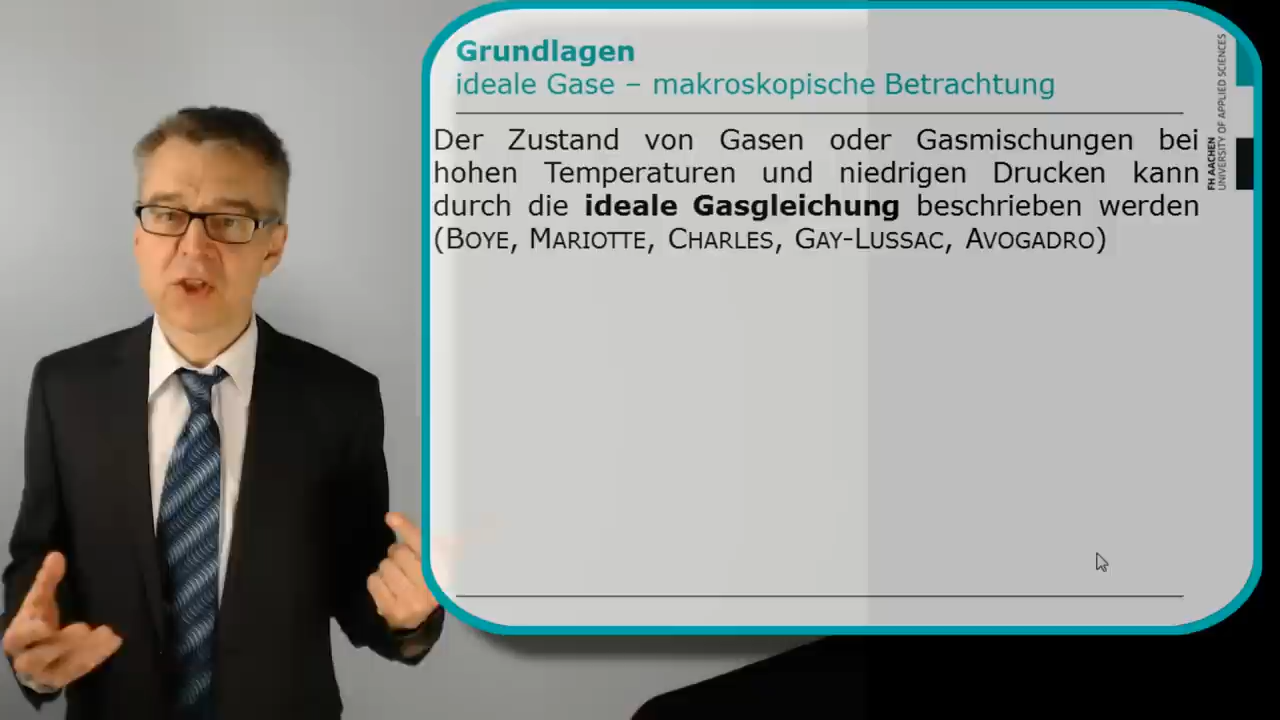 Grundlagen
ideale Gase – makroskopische Betrachtung
Der Zustand von Gasen oder Gasmischungen bei
hohen Temperaturen und niedrigen Drucken kann
durch die ideale Gasgleichung beschrieben werden
(BOYE, MARIOTTE, CHARLES, GAY-LUSSAC, AVOGADRO)
FH AACHEN
UNIVERSITY OF APPLIED SCIENCES